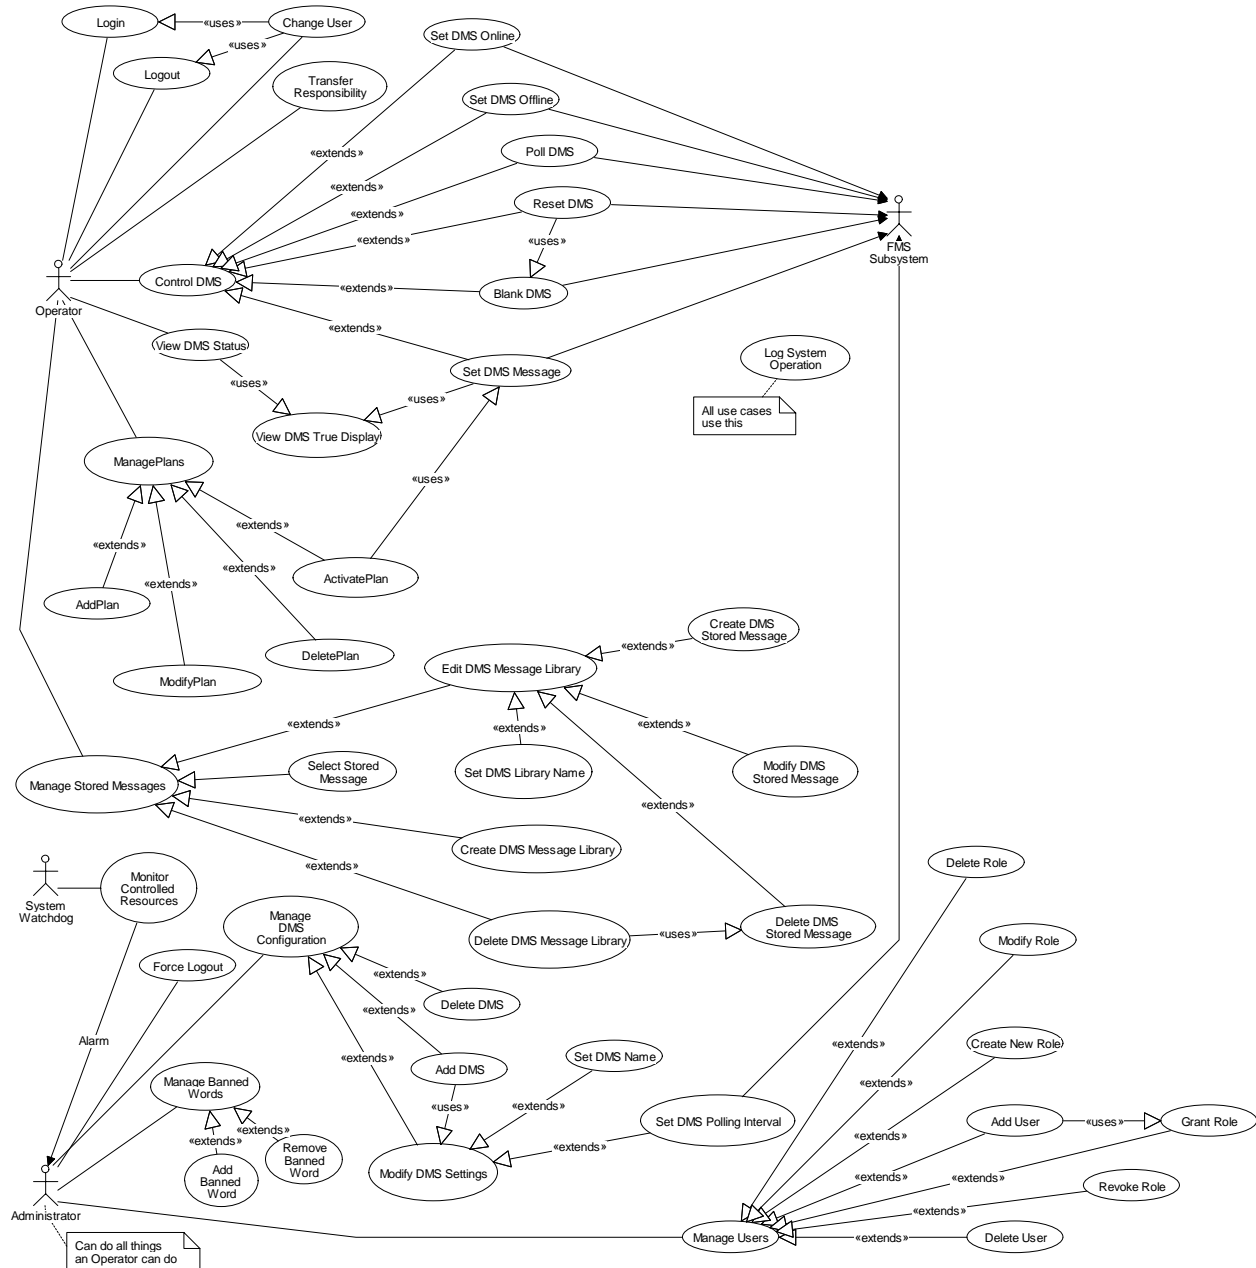 Login
«uses»
Change User
«uses»
Logout
Transfer
Responsibility
Set DMS Online
Set DMS Offline
«extends»
Poll DMS
«extends»
Reset DMS
«extends»
«uses»
«extends»
FMS
Subsystem
Control DMS
«extends»
Blank DMS
Operator
«extends»
View DMS Status
Set DMS Message
Log System
Operation
«uses»
«uses»
All use cases
use this
View DMS True Display
ManagePlans
«uses»
«extends»
«extends»
«extends»
«extends»
ActivatePlan
AddPlan
DeletePlan
ModifyPlan
Create DMS
Stored Message
«extends»
Edit DMS Message Library
«extends»
«extends»
«extends»
Select Stored
Message
Set DMS Library Name
Modify DMS
Stored Message
Manage Stored Messages
«extends»
«extends»
Create DMS Message Library
«extends»
System
Watchdog
Monitor
Controlled
Resources
Manage
DMS
Configuration
Delete DMS Message Library
«uses»
Delete DMS
Stored Message
Delete Role
Modify Role
Force Logout
«extends»
Delete DMS
«extends»
Alarm
«extends»
«extends»
Create New Role
Set DMS Name
Add DMS
«extends»
Manage Banned
Words
«uses»
«extends»
Set DMS Polling Interval
Add User
«uses»
Grant Role
«extends»
«extends»
«extends»
«extends»
Remove
Banned
Word
Add
Banned
Word
Modify DMS Settings
«extends»
«extends»
Revoke Role
«extends»
Administrator
Manage Users
«extends»
Delete User
Can do all things
an Operator can do